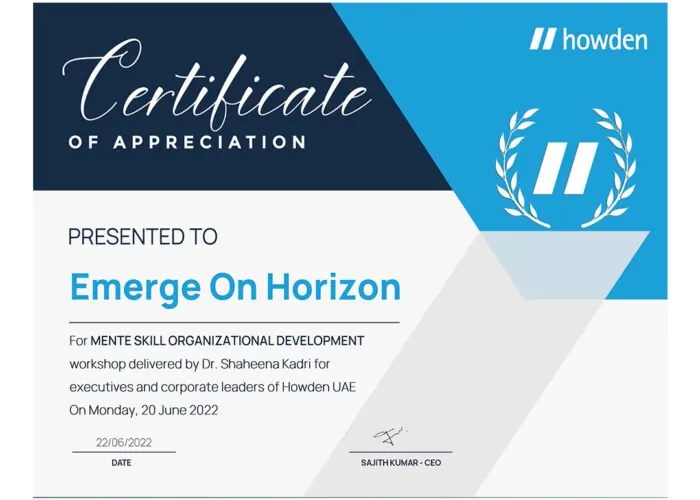 howden
Certificate
OF APPRECIATION
PRESENTED TO
Emerge On Horizon
For MENTE SKILL ORGANIZATIONAL DEVELOPMENT
workshop delivered by Dr. Shaheena Kadri for
executives and corporate leaders of Howden UAE
On Monday, 20 June 2022
22/06/2022
DATE
SAJITH KUMAR - CEO